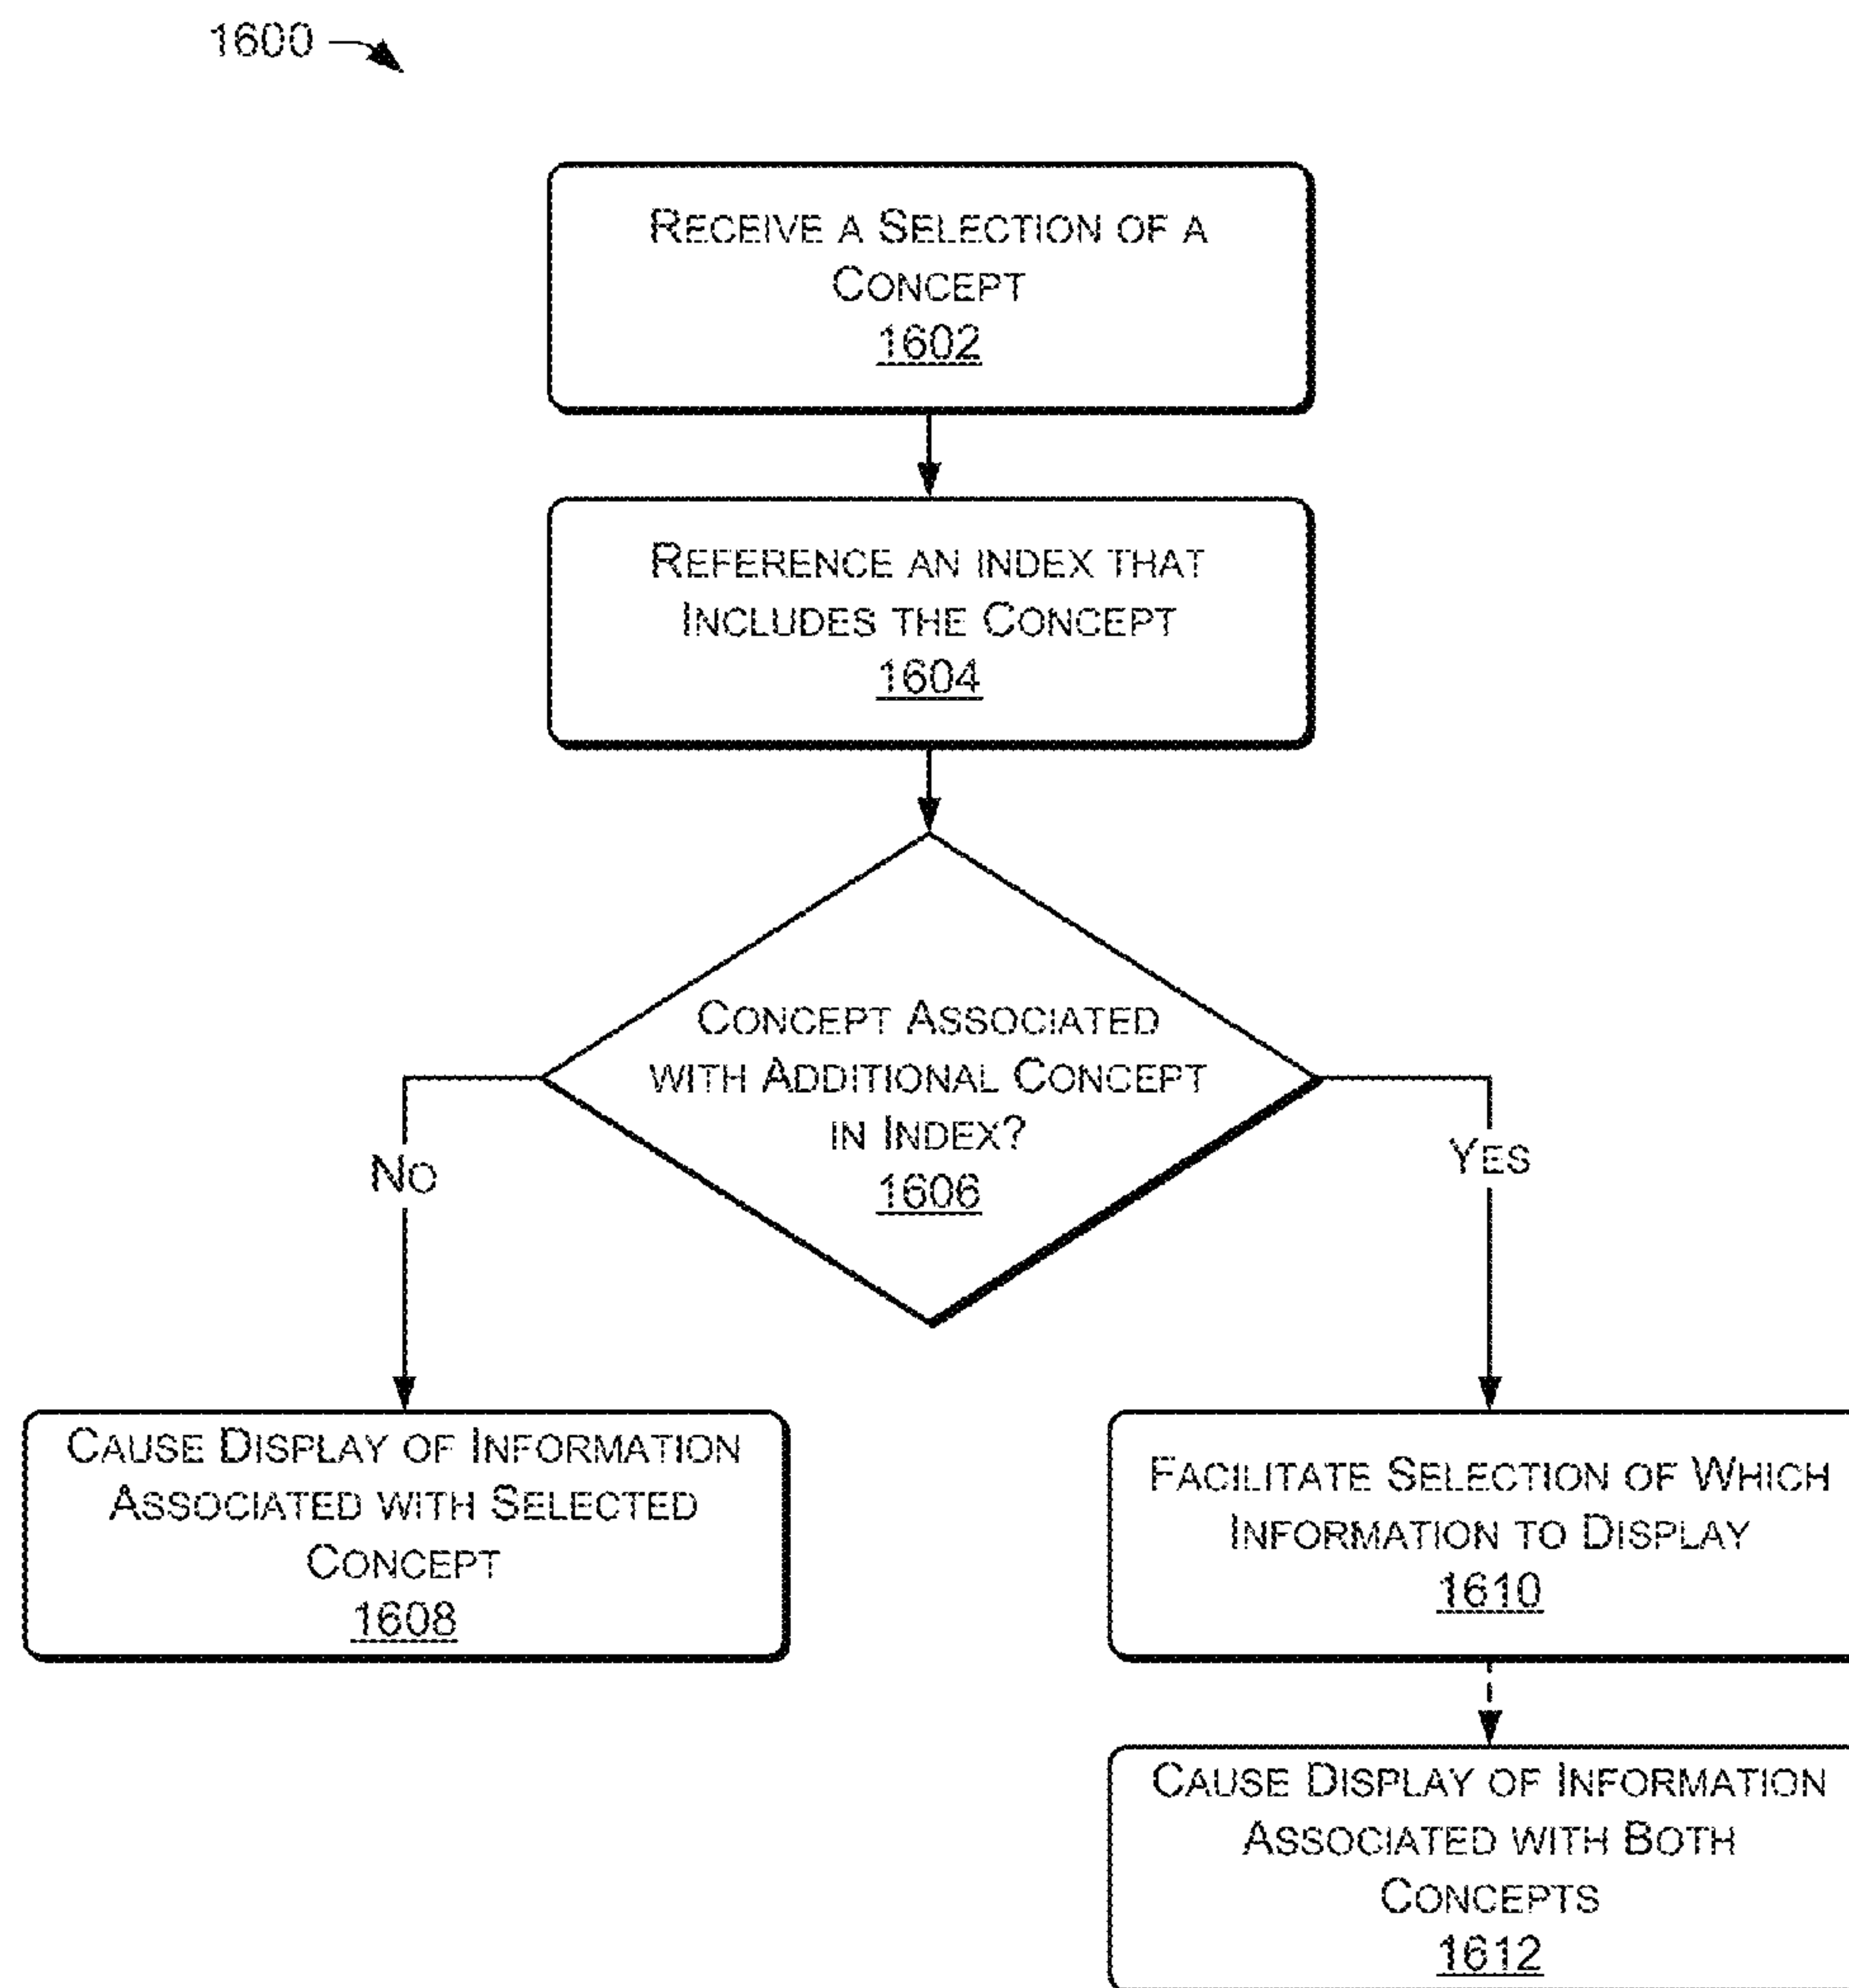 1600
RECEIVE A SELECTION OF A
CONCEPT
1602
REFERENCE AN INDEX THAT
INCLUDES THE CONCEPT
1604
CONCEPT ASSOCIATED
WITH ADDITIONAL CONCEPT
IN INDEX?
1606
NO
YES
CAUSE DISPLAY OF INFORMATION
ASSOCIATED WITH SELECTED
CONCEPT
1608
FACILITATE SELECTION OF WHICH
INFORMATION TO DISPLAY
1610
CAUSE DISPLAY OF INFORMATION
ASSOCIATED WITH BOTH
CONCEPTS
1612